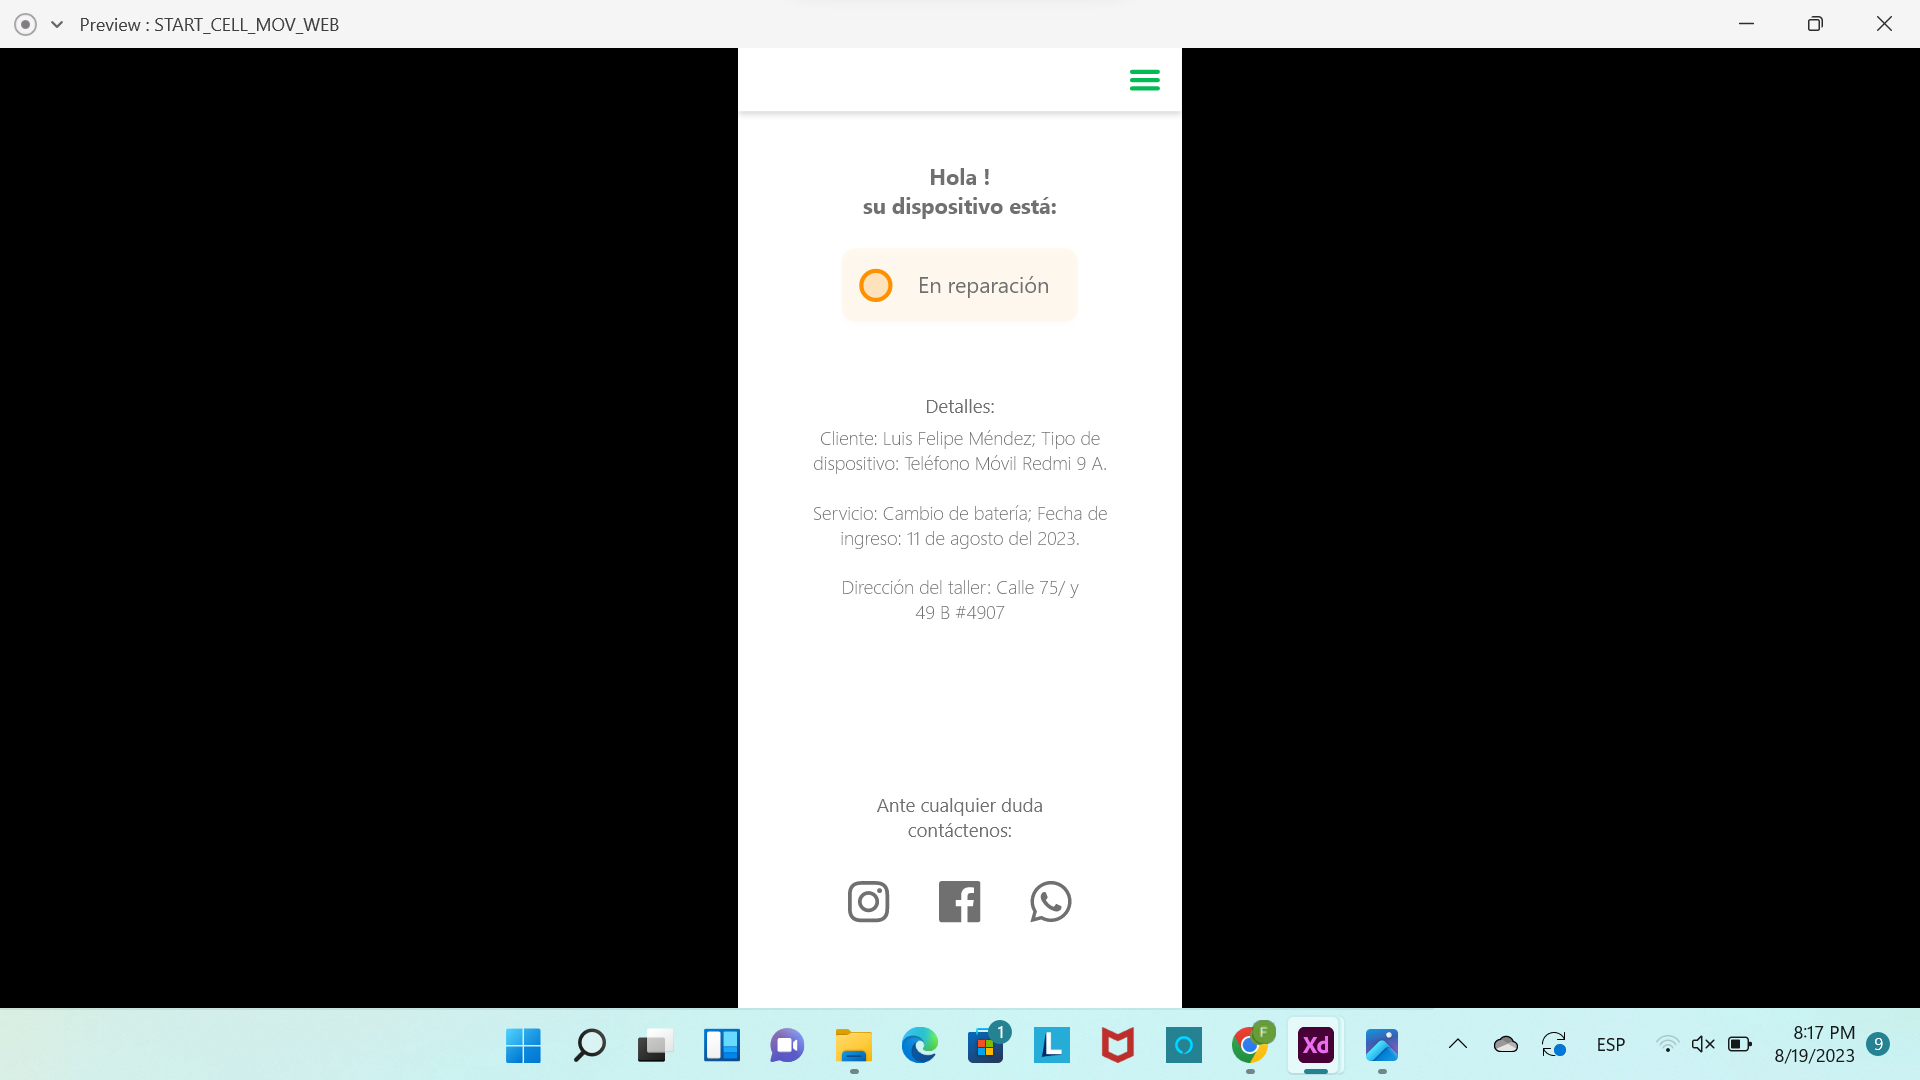 Preview : START_CELL_MOV_WEB
Hola !
su dispositivo está:
En reparación
Detalles:
Cliente: Luis Felipe Méndez; Tipo de
dispositivo: Teléfono Móvil Redmi 9 A.
Servicio: Cambio de batería; Fecha de
ingreso: 11 de agosto del 2023.
Dirección del taller: Calle 75/ y
49 B #4907
Ante cualquier duda
contáctenos:
1
L
F
Xd
ESP
8:17 PM
8/19/2023
9